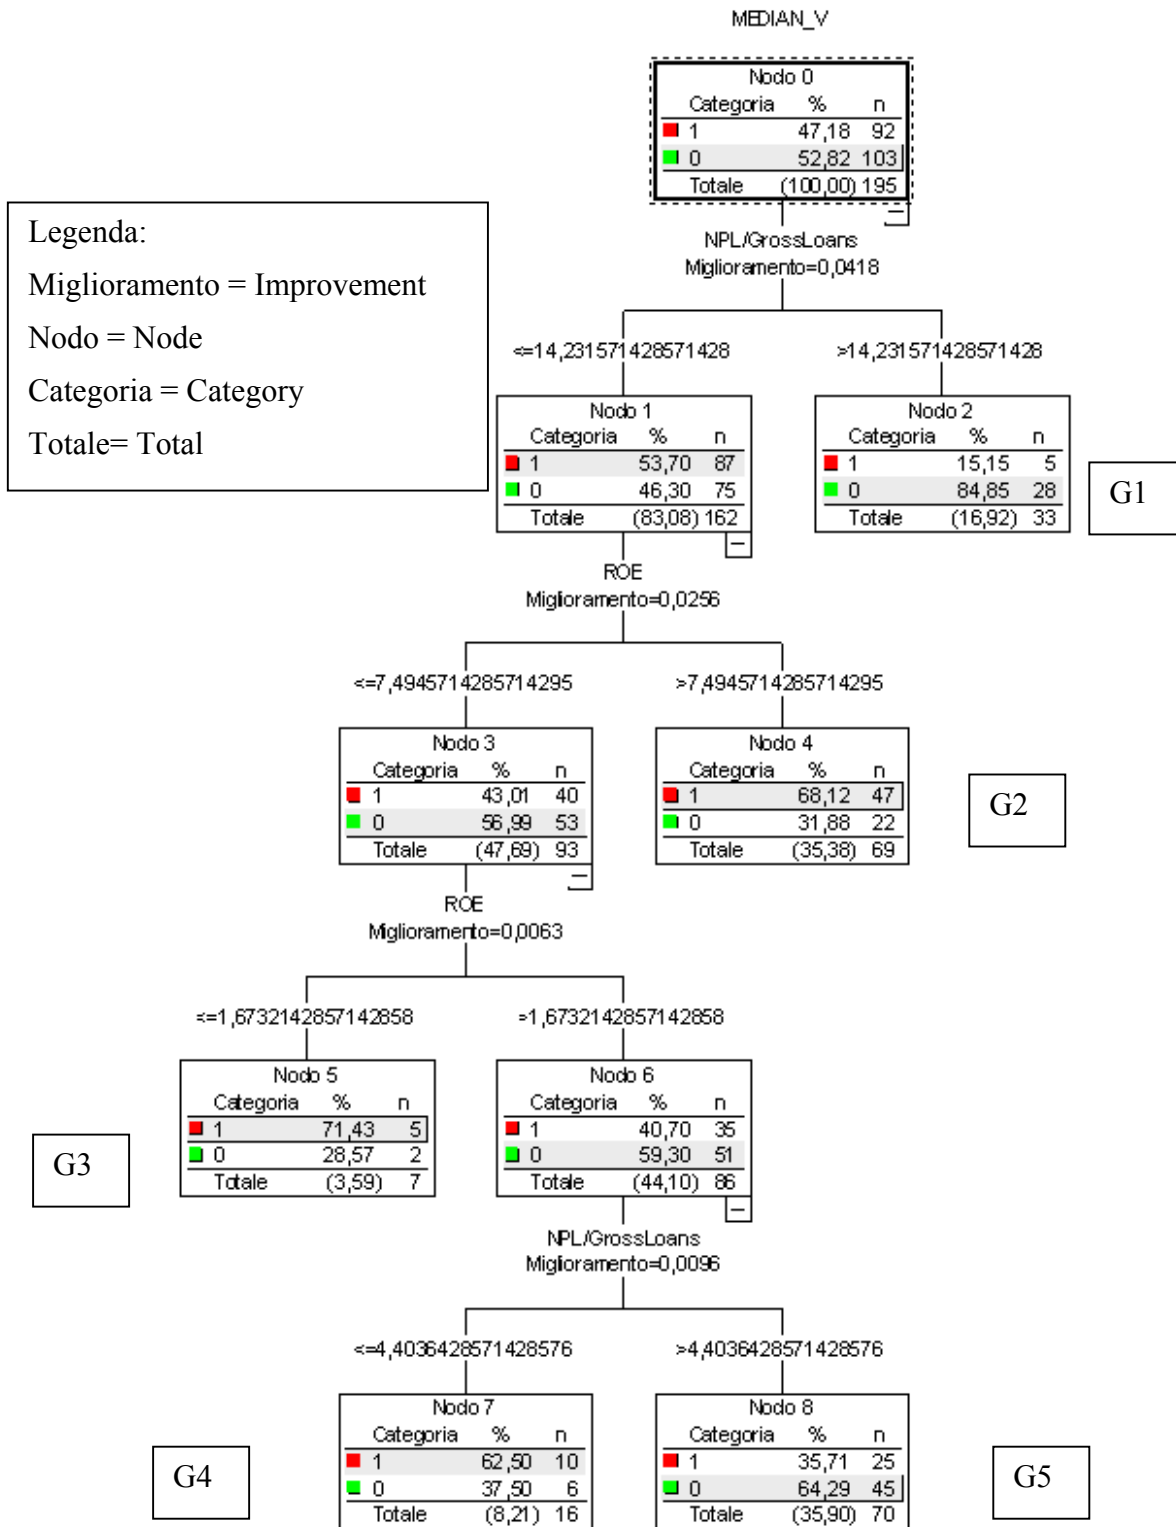 MEDIAN_V
Nodo 0
Categoria % n
1 47,18 92
0 52,82 103
Totale (100,00) 195
Legenda:
Miglioramento = Improvement
Nodo = Node
Categoria = Category
Totale= Total
NPL/GrossLoans
Miglioramento=0,0418
<=14,231571428571428
>14,231571428571428
Nodo 1
Categoria % n
1 53,70 87
0 46,30 75
Totale (83,08) 162
Nodo 2
Categoria % n
1 15,15 5
0 84,85 28
Totale (16,92) 33
G1
ROE
Miglioramento=0,0256
<=7,4945714285714295
>7,4945714285714295
Nodo 3
Categoria % n
1 43,01 40
0 56,99 53
Totale (47,69) 93
Nodo 4
Categoria % n
1 68,12 47
0 31,88 22
Totale (35,38) 69
G2
ROE
Miglioramento=0,0063
<=1,6732142857142858
>1,6732142857142858
Nodo 5
Categoria % n
1 71,43 5
0 28,57 2
Totale (3,59) 7
G3
Nodo 6
Categoria % n
1 40,70 35
0 59,30 51
Totale (44,10) 86
NPL/GrossLoans
Miglioramento=0,0096
<=4,4036428571428576
>4,4036428571428576
G4
Nodo 7
Categoria % n
1 62,50 10
0 37,50 6
Totale (8,21) 16
Nodo 8
Categoria % n
1 35,71 25
0 64,29 45
Totale (35,90) 70
G5